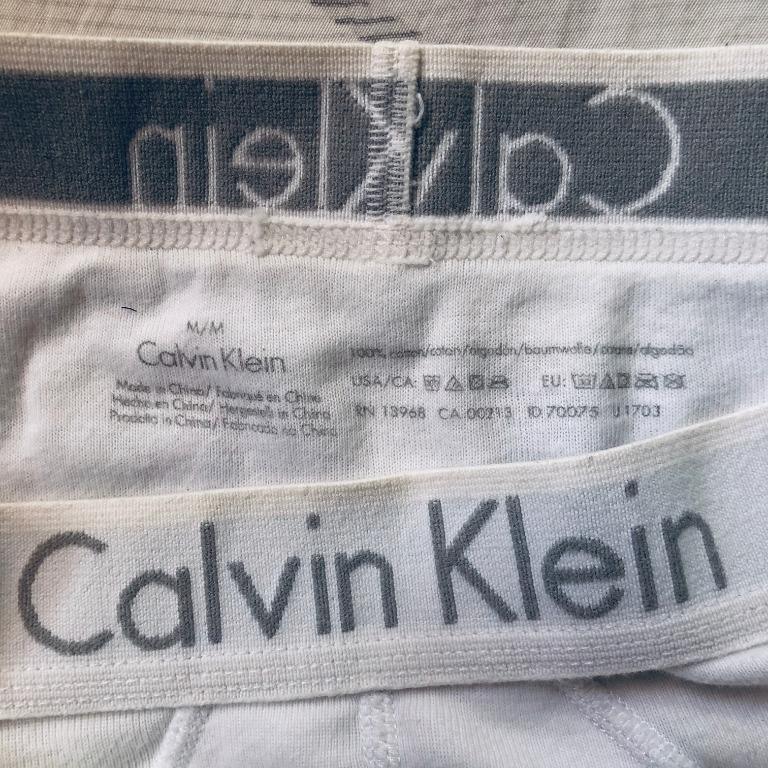 Calvin Klein
M/M
Calvin Klein
Made in China/ Fabriqué en Chine
Hecho en China/ Hergestellt in China
Prodotto in China/ Fabricado na China
100% cotton/coton/algodón/baumwolle/cotone/algodão
USA/CA: EU:
RN 13968 CA 00213 ID 70075 U1703
Calvin Klein